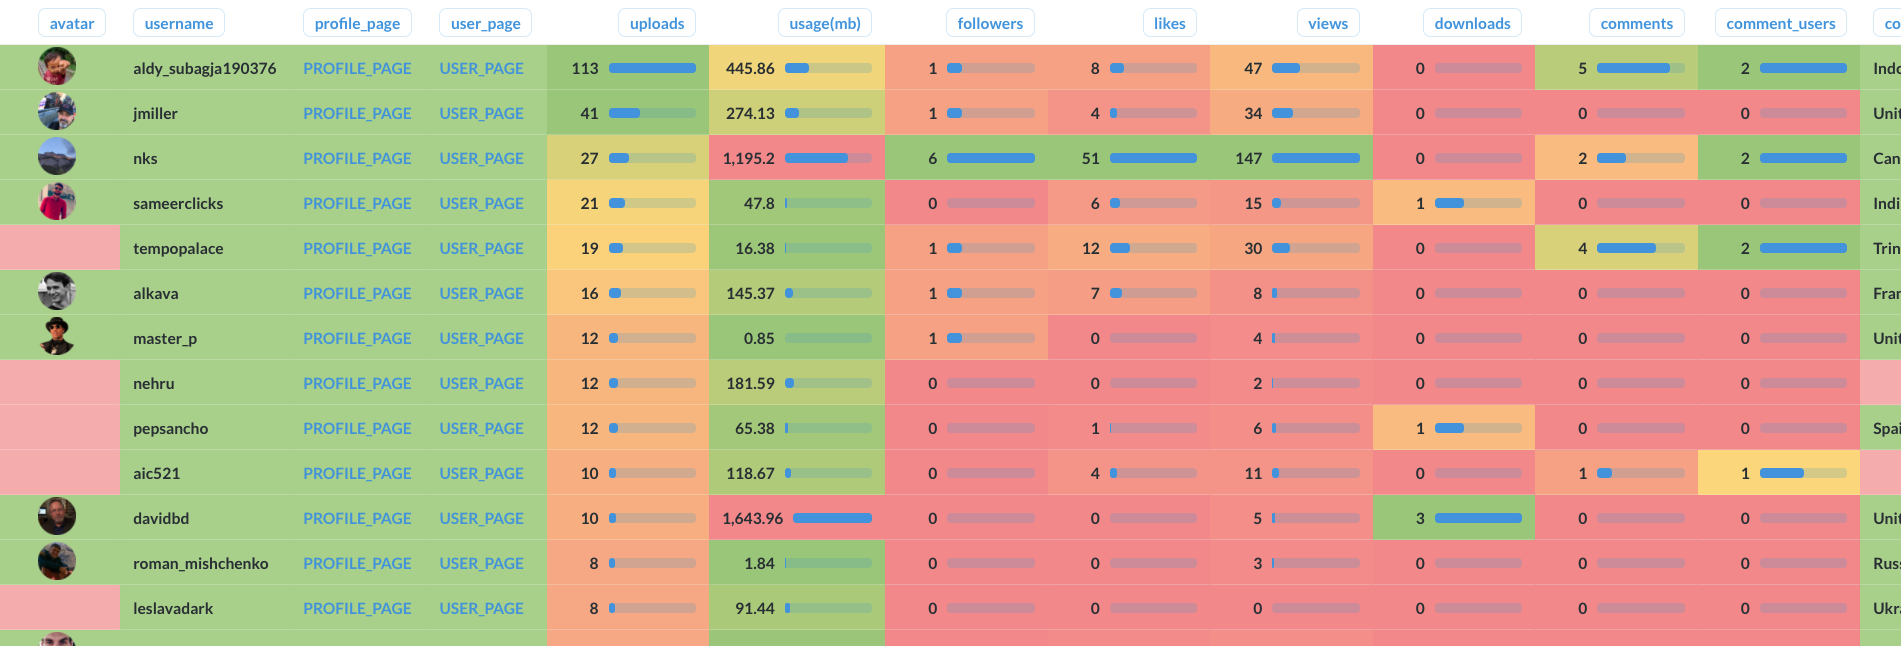 avatar username profile_page user_page uploads usage(mb) followers likes views downloads comments comment_users co
aldy_subagja190376 PROFILE_PAGE USER_PAGE 113 445.86 1 8 47 0 5 2 Indo
jmiller PROFILE_PAGE USER_PAGE 41 274.13 1 4 34 0 0 0 Unit
nks PROFILE_PAGE USER_PAGE 27 1,195.2 6 51 147 0 2 2 Can
sameerclicks PROFILE_PAGE USER_PAGE 21 47.8 0 6 15 1 0 0 Indi
tempopalace PROFILE_PAGE USER_PAGE 19 16.38 1 12 30 0 4 2 Trin
alkava PROFILE_PAGE USER_PAGE 16 145.37 1 7 8 0 0 0 Fran
master_p PROFILE_PAGE USER_PAGE 12 0.85 1 0 4 0 0 0 Unit
nehru PROFILE_PAGE USER_PAGE 12 181.59 0 0 2 0 0 0
pepsancho PROFILE_PAGE USER_PAGE 12 65.38 0 1 6 1 0 0 Spai
aic521 PROFILE_PAGE USER_PAGE 10 118.67 0 4 11 0 1 1
davidbd PROFILE_PAGE USER_PAGE 10 1,643.96 0 0 5 3 0 0 Unit
roman_mishchenko PROFILE_PAGE USER_PAGE 8 1.84 0 0 3 0 0 0 Russ
leslavadark PROFILE_PAGE USER_PAGE 8 91.44 0 0 0 0 0 0 Ukra